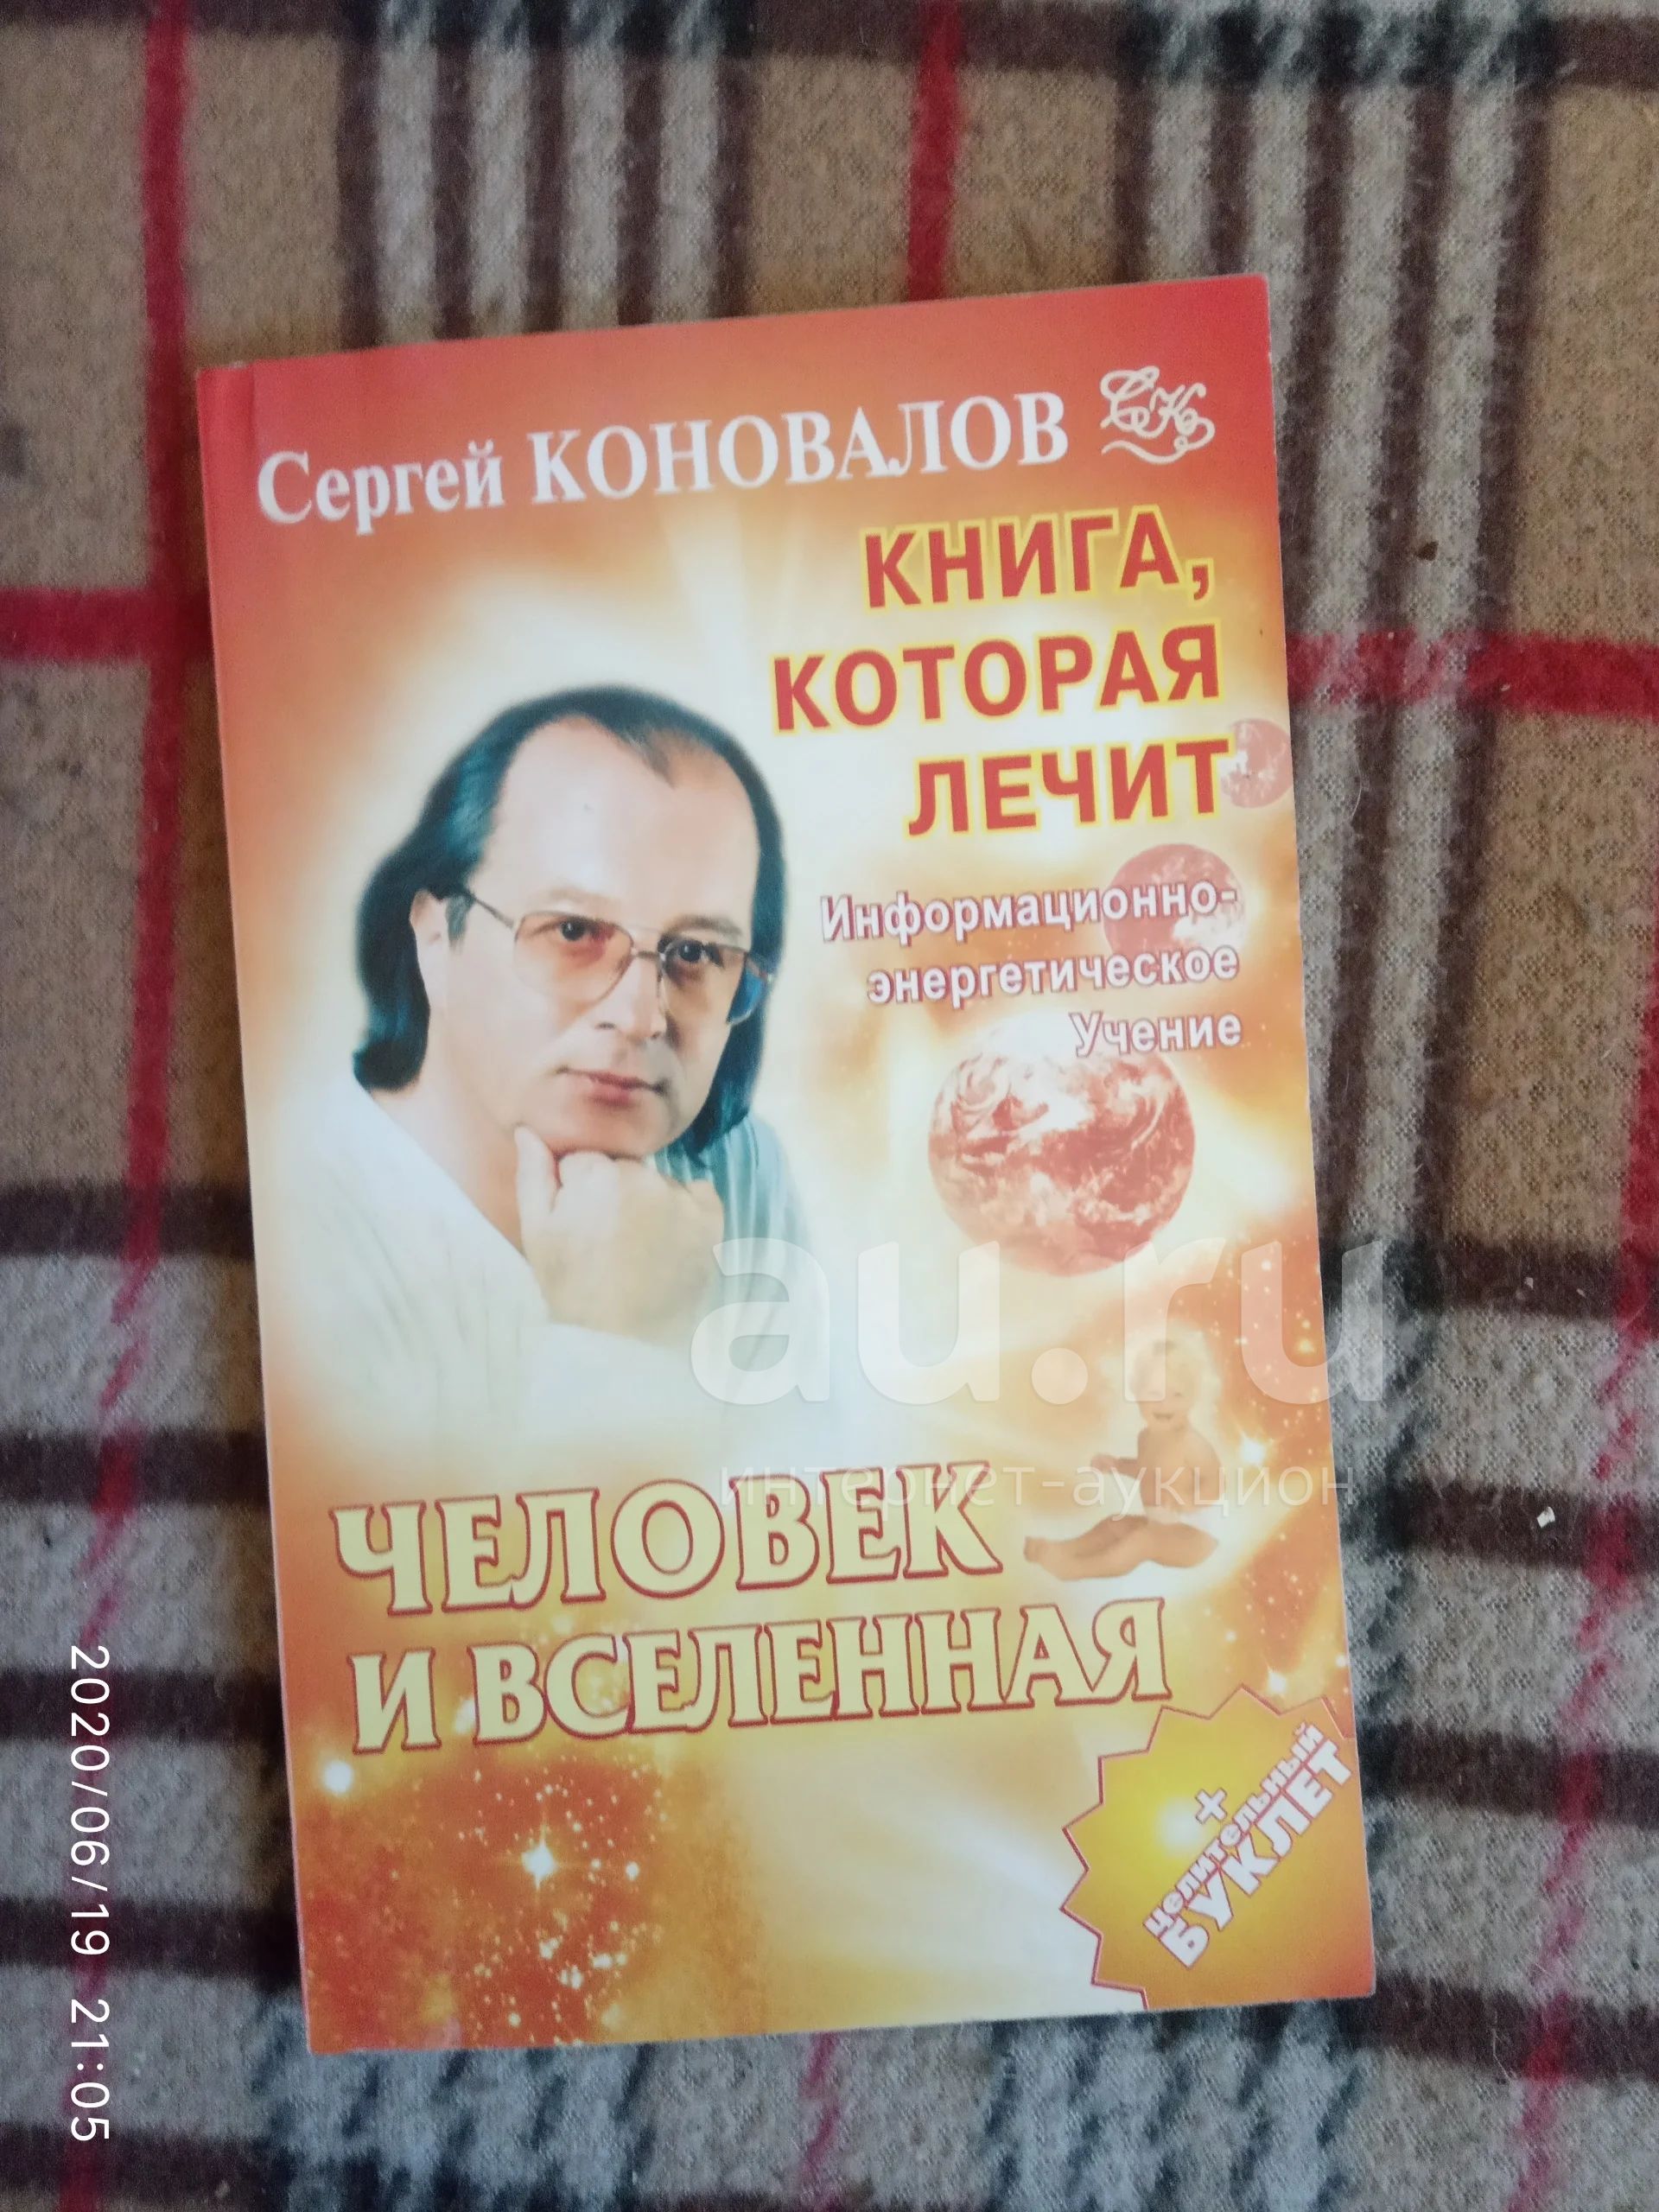 Сергей КОНОВАЛОВ
СК
КНИГА,
КОТОРАЯ
ЛЕЧИТ
Информационно-
энергетическое
Учение
au.ru
интернет-аукцион
ЧЕЛОВЕК
И ВСЕЛЕННАЯ
+
целительный
БУКЛЕТ
2020/06/19 21:05